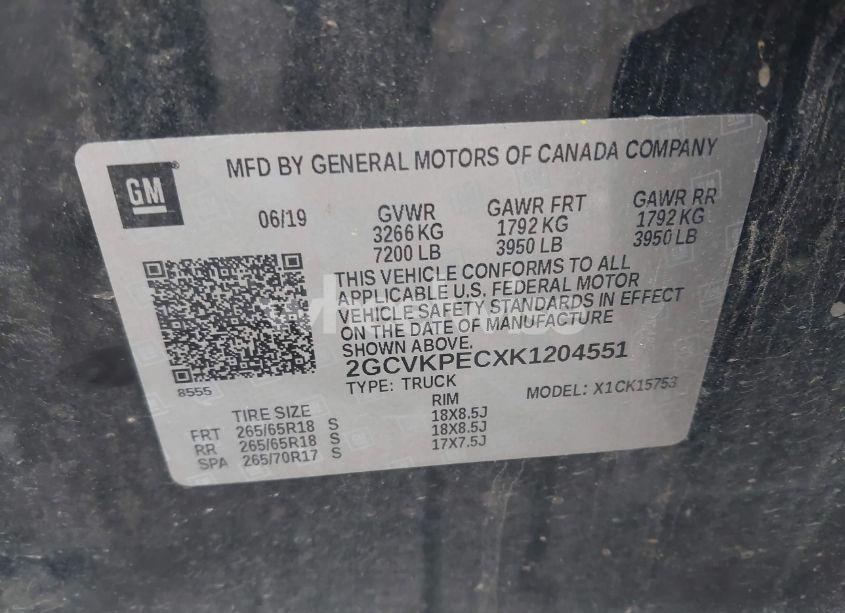 MFD BY GENERAL MOTORS OF CANADA COMPANY
GM®
06/19
GVWR
3266 KG
7200 LB
GAWR FRT
1792 KG
3950 LB
GAWR RR
1792 KG
3950 LB
THIS VEHICLE CONFORMS TO ALL
APPLICABLE U.S. FEDERAL MOTOR
VEHICLE SAFETY STANDARDS IN EFFECT
ON THE DATE OF MANUFACTURE
SHOWN ABOVE.
2GCVKPECXK1204551
8555
TYPE: TRUCK
MODEL: X1CK15753
TIRE SIZE
RIM
FRT 265/65R18 S 18X8.5J
RR 265/65R18 S 18X8.5J
SPA 265/70R17 S 17X7.5J